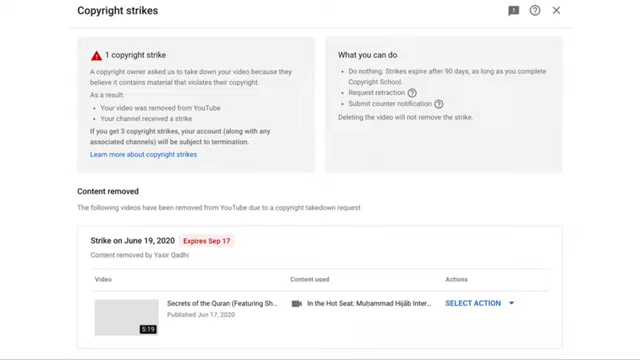 Copyright strikes
1 copyright strike
A copyright owner asked us to take down your video because they
believe it contains material that violates their copyright.
As a result:
• Your video was removed from YouTube
• Your channel received a strike
If you get 3 copyright strikes, your account (along with any
associated channels) will be subject to termination.
Learn more about copyright strikes
What you can do
• Do nothing. Strikes expire after 90 days, as long as you complete
Copyright School.
• Request retraction
• Submit counter notification
Deleting the video will not remove the strike.
Content removed
The following videos have been removed from YouTube due to a copyright takedown request.
Strike on June 19, 2020 Expires Sep 17
Content removed by Yasir Qadhi
Video Content used Actions
Secrets of the Quran (Featuring Sh... In the Hot Seat: Muḥammad Hijāb Inter... SELECT ACTION
Published Jun 17, 2020
5:19